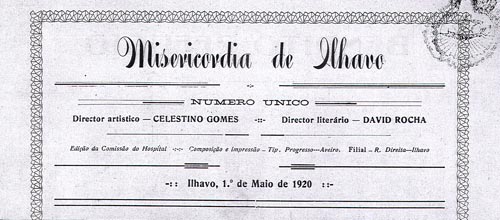 Misericordia de Ilhavo
NUMERO UNICO
Director artistico — CELESTINO GOMES -::- Director literário — DAVID ROCHA
Edição da Comissão do Hospital -:-:- Composição e impressão - Tip. Progresso—Aveiro. Filial - R. Direita—Ilhavo
-:: Ilhavo, 1.º de Maio de 1920 ::-